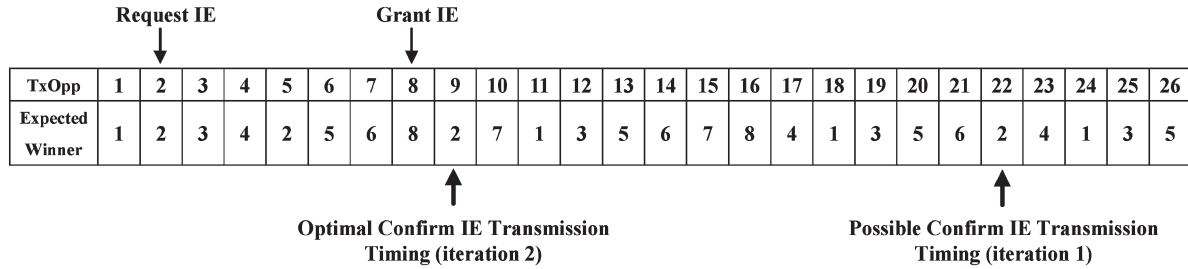 Request IE Grant IE
TxOpp 1 2 3 4 5 6 7 8 9 10 11 12 13 14 15 16 17 18 19 20 21 22 23 24 25 26
Expected
Winner 1 2 3 4 2 5 6 8 2 7 1 3 5 6 7 8 4 1 3 5 6 2 4 1 3 5
Optimal Confirm IE Transmission
Timing (iteration 2)
Possible Confirm IE Transmission
Timing (iteration 1)